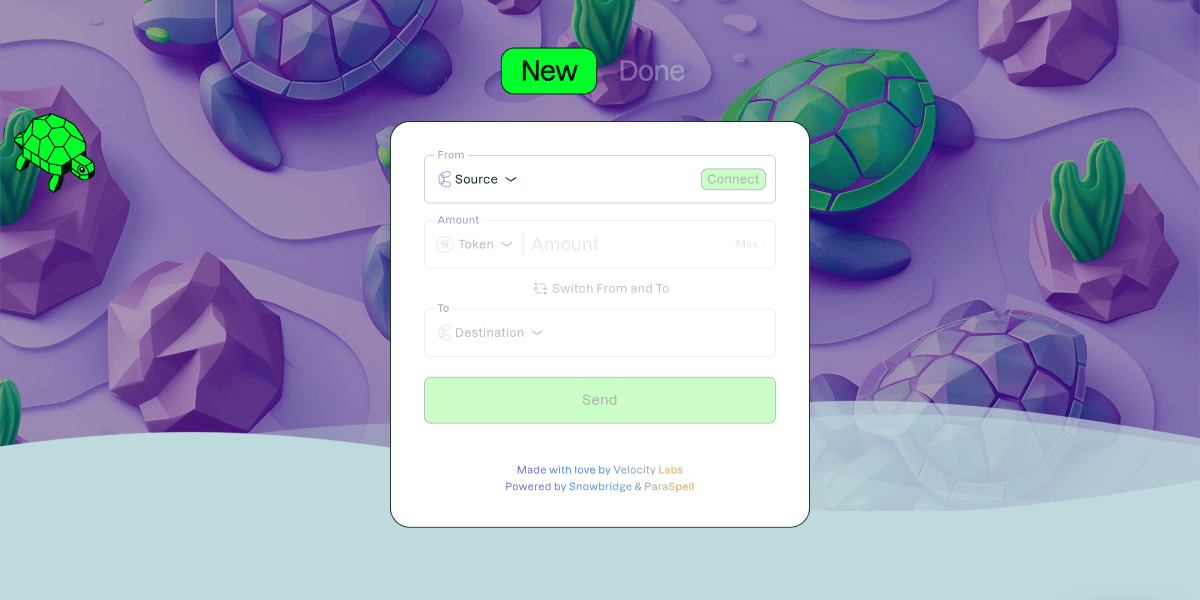 New Done
From
Source Connect
Amount
Token Amount Max
Switch From and To
To
Destination
Send
Made with love by Velocity Labs
Powered by Snowbridge & ParaSpell